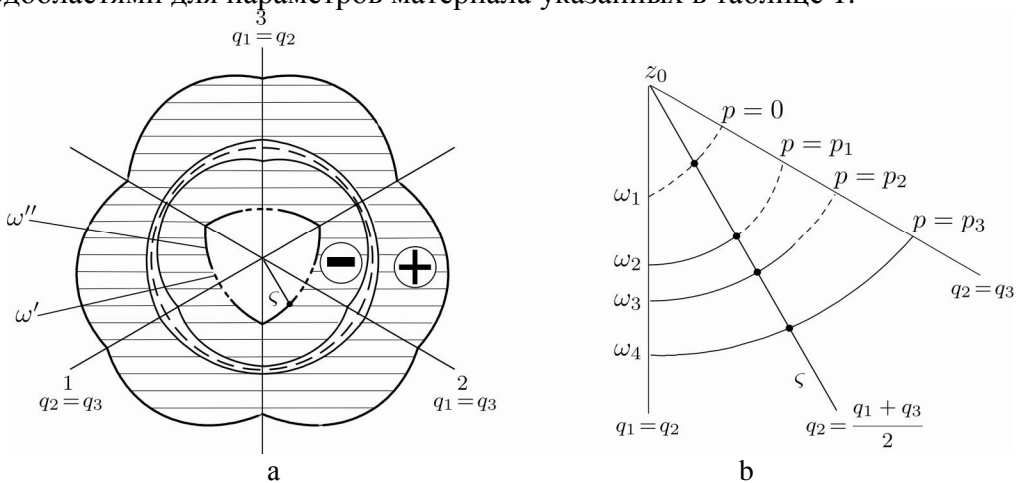 одобластями для параметров материала указанных в таблице 1.
3
q₁ = q₂
ω″
ω′
ς
− +
1
q₂ = q₃
2
q₁ = q₃
a
z₀
p = 0
p = p₁
p = p₂
p = p₃
ω₁
ω₂
ω₃
ω₄
q₂ = q₃
ς
q₁ = q₂
q₂ = (q₁ + q₃)/2
b